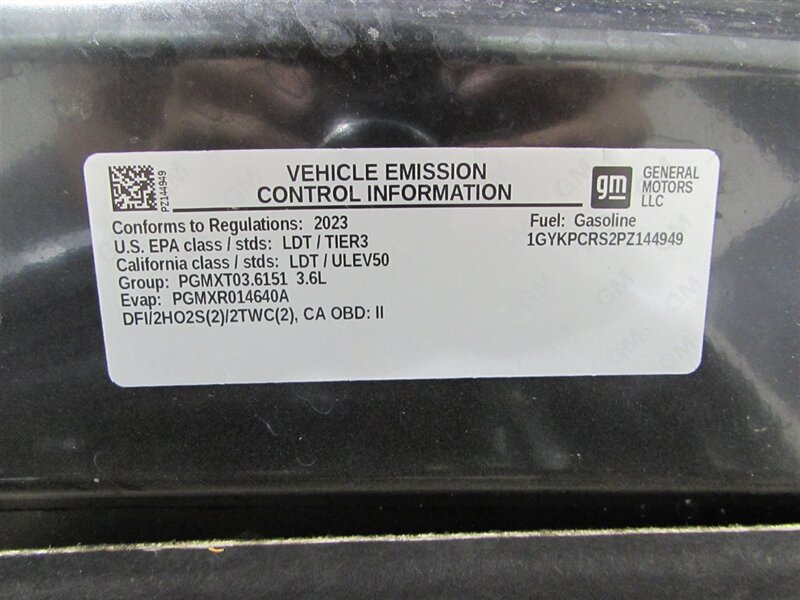 PZ144949
VEHICLE EMISSION
CONTROL INFORMATION
gm
GENERAL
MOTORS
LLC
Conforms to Regulations: 2023
U.S. EPA class / stds: LDT / TIER3
California class / stds: LDT / ULEV50
Group: PGMXT03.6151 3.6L
Evap: PGMXR014640A
DFI/2HO2S(2)/2TWC(2), CA OBD: II
Fuel: Gasoline
1GYKPCRS2PZ144949